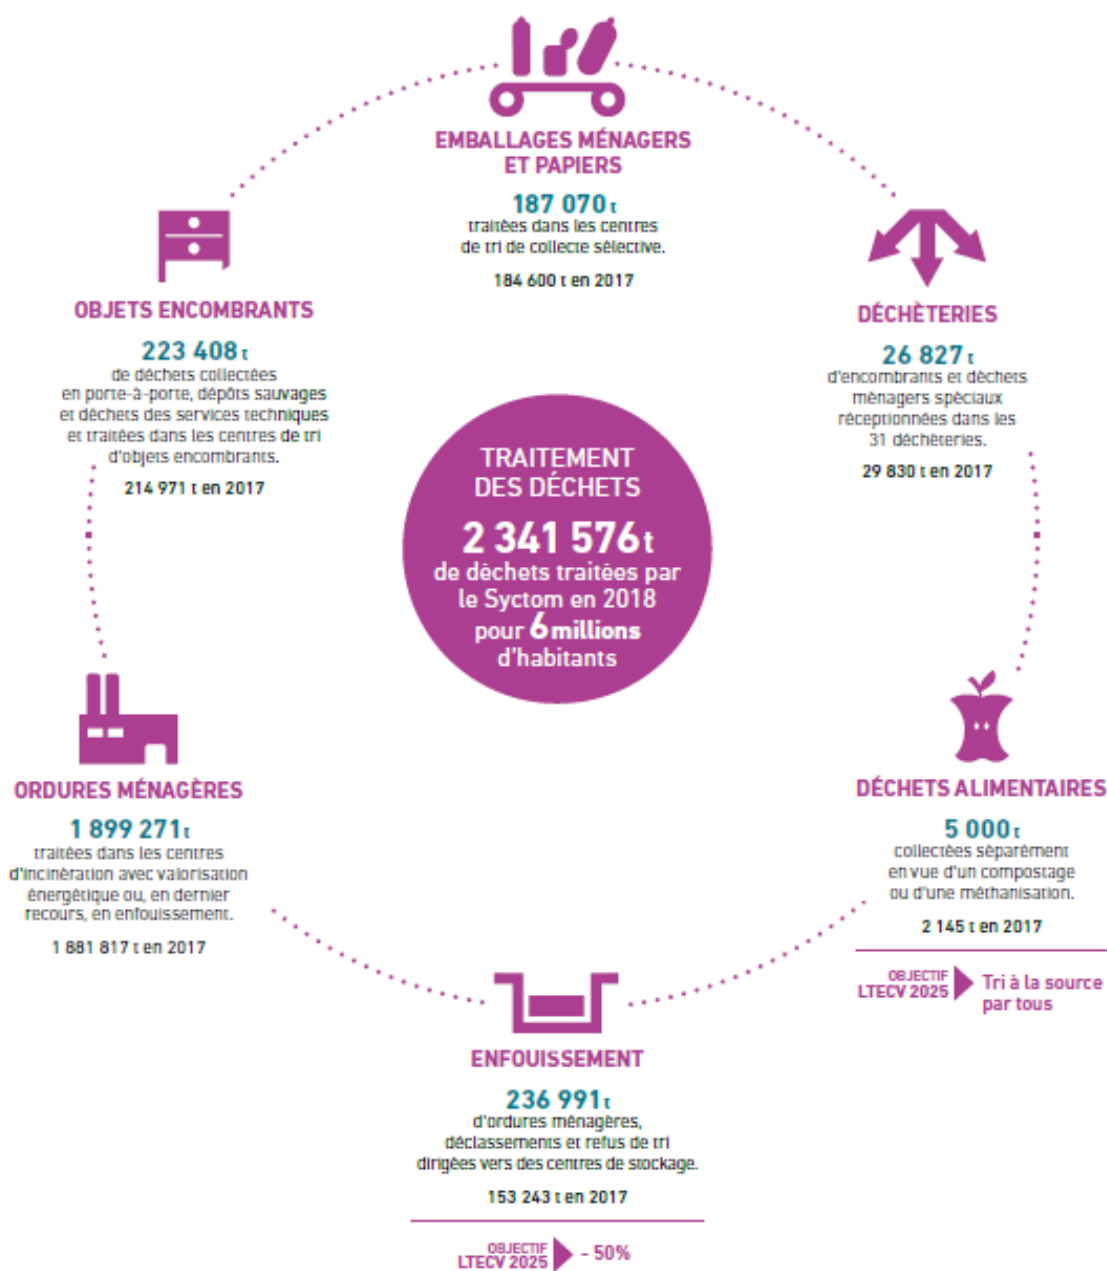 EMBALLAGES MÉNAGERS
ET PAPIERS
187 070 t
traitées dans les centres
de tri de collecte sélective.
184 600 t en 2017
OBJETS ENCOMBRANTS
223 408 t
de déchets collectées
en porte-à-porte, dépôts sauvages
et déchets des services techniques
et traitées dans les centres de tri
d'objets encombrants.
214 971 t en 2017
DÉCHÈTERIES
26 827 t
d'encombrants et déchets
ménagers spéciaux
réceptionnées dans les
31 déchèteries.
29 830 t en 2017
TRAITEMENT
DES DÉCHETS
2 341 576 t
de déchets traitées par
le Syctom en 2018
pour 6 millions
d'habitants
ORDURES MÉNAGÈRES
1 899 271 t
traitées dans les centres
d'incinération avec valorisation
énergétique ou, en dernier
recours, en enfouissement.
1 881 817 t en 2017
DÉCHETS ALIMENTAIRES
5 000 t
collectées séparément
en vue d'un compostage
ou d'une méthanisation.
2 145 t en 2017
OBJECTIF
LTECV 2025
Tri à la source
par tous
ENFOUISSEMENT
236 991 t
d'ordures ménagères,
déclassements et refus de tri
dirigées vers des centres de stockage.
153 243 t en 2017
OBJECTIF
LTECV 2025
- 50%